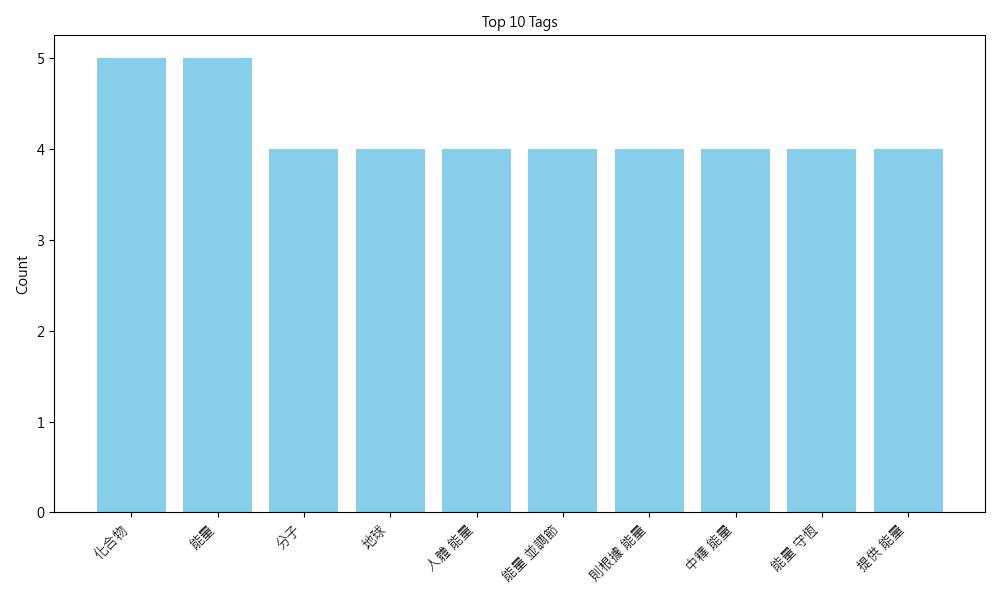 Top 10 Tags
Count
5
4
3
2
1
0
化合物
能量
分子
地球
人體 能量
能量 並調節
則根據 能量
中釋 能量
能量 守恆
提供 能量